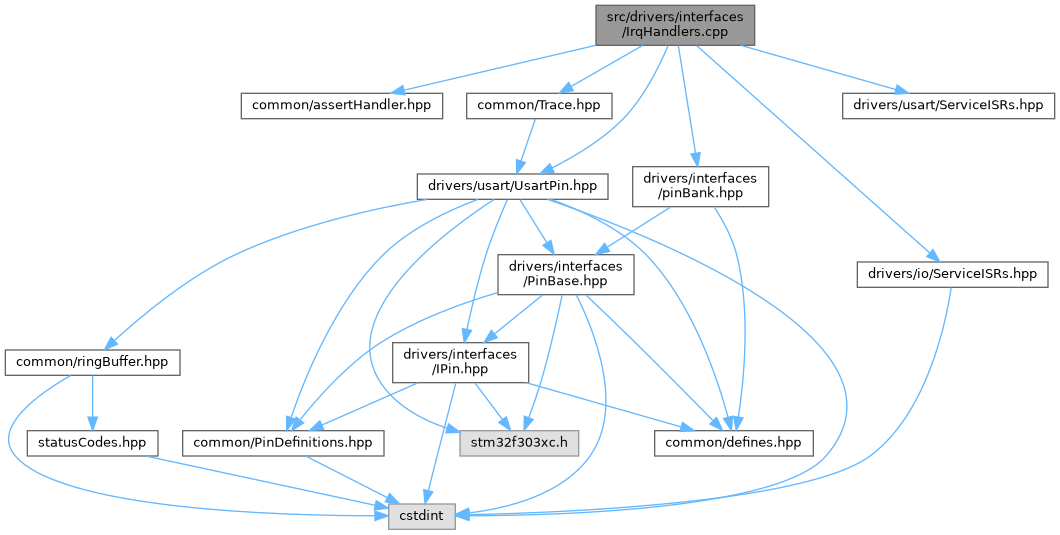 src/drivers/interfaces
/IrqHandlers.cpp
common/assertHandler.hpp
common/Trace.hpp
drivers/usart/ServiceISRs.hpp
drivers/usart/UsartPin.hpp
drivers/interfaces
/pinBank.hpp
drivers/interfaces
/PinBase.hpp
drivers/io/ServiceISRs.hpp
common/ringBuffer.hpp
drivers/interfaces
/IPin.hpp
statusCodes.hpp
common/PinDefinitions.hpp
stm32f303xc.h
common/defines.hpp
cstdint